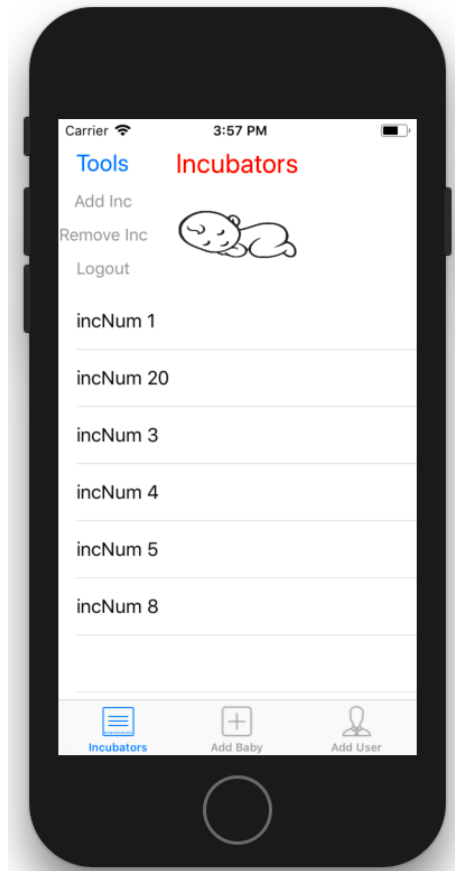 Carrier 3:57 PM
Tools Incubators
Add Inc
Remove Inc
Logout
incNum 1
incNum 20
incNum 3
incNum 4
incNum 5
incNum 8
Incubators Add Baby Add User